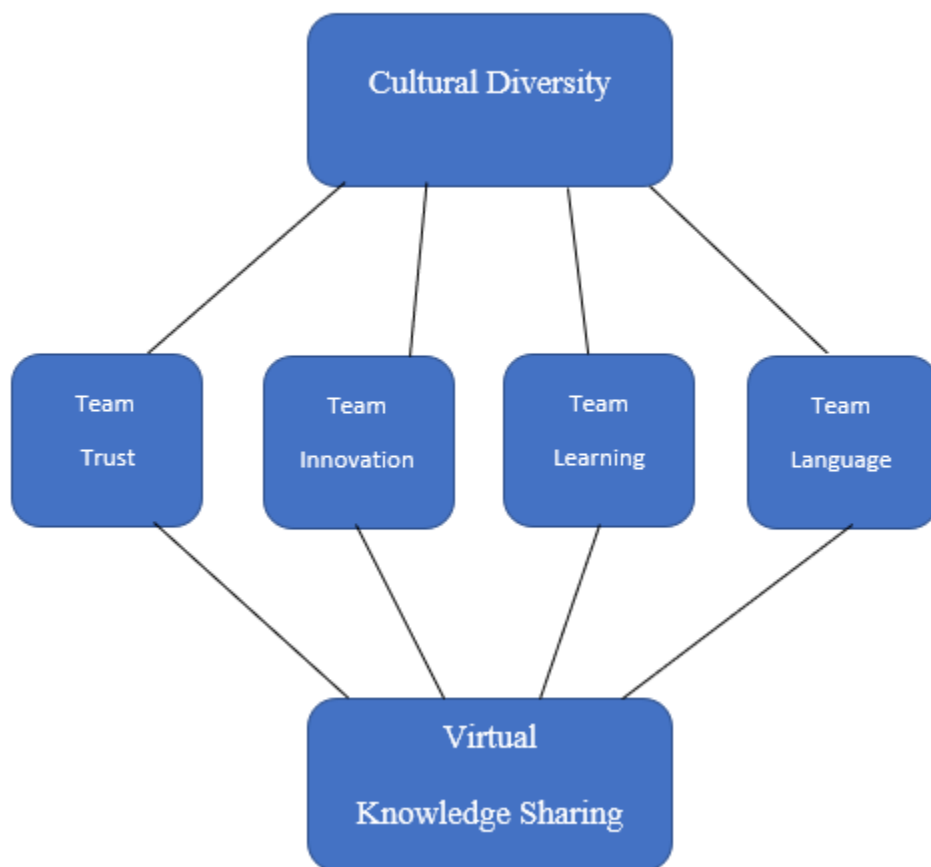 Cultural Diversity
Team
Trust
Team
Innovation
Team
Learning
Team
Language
Virtual
Knowledge Sharing